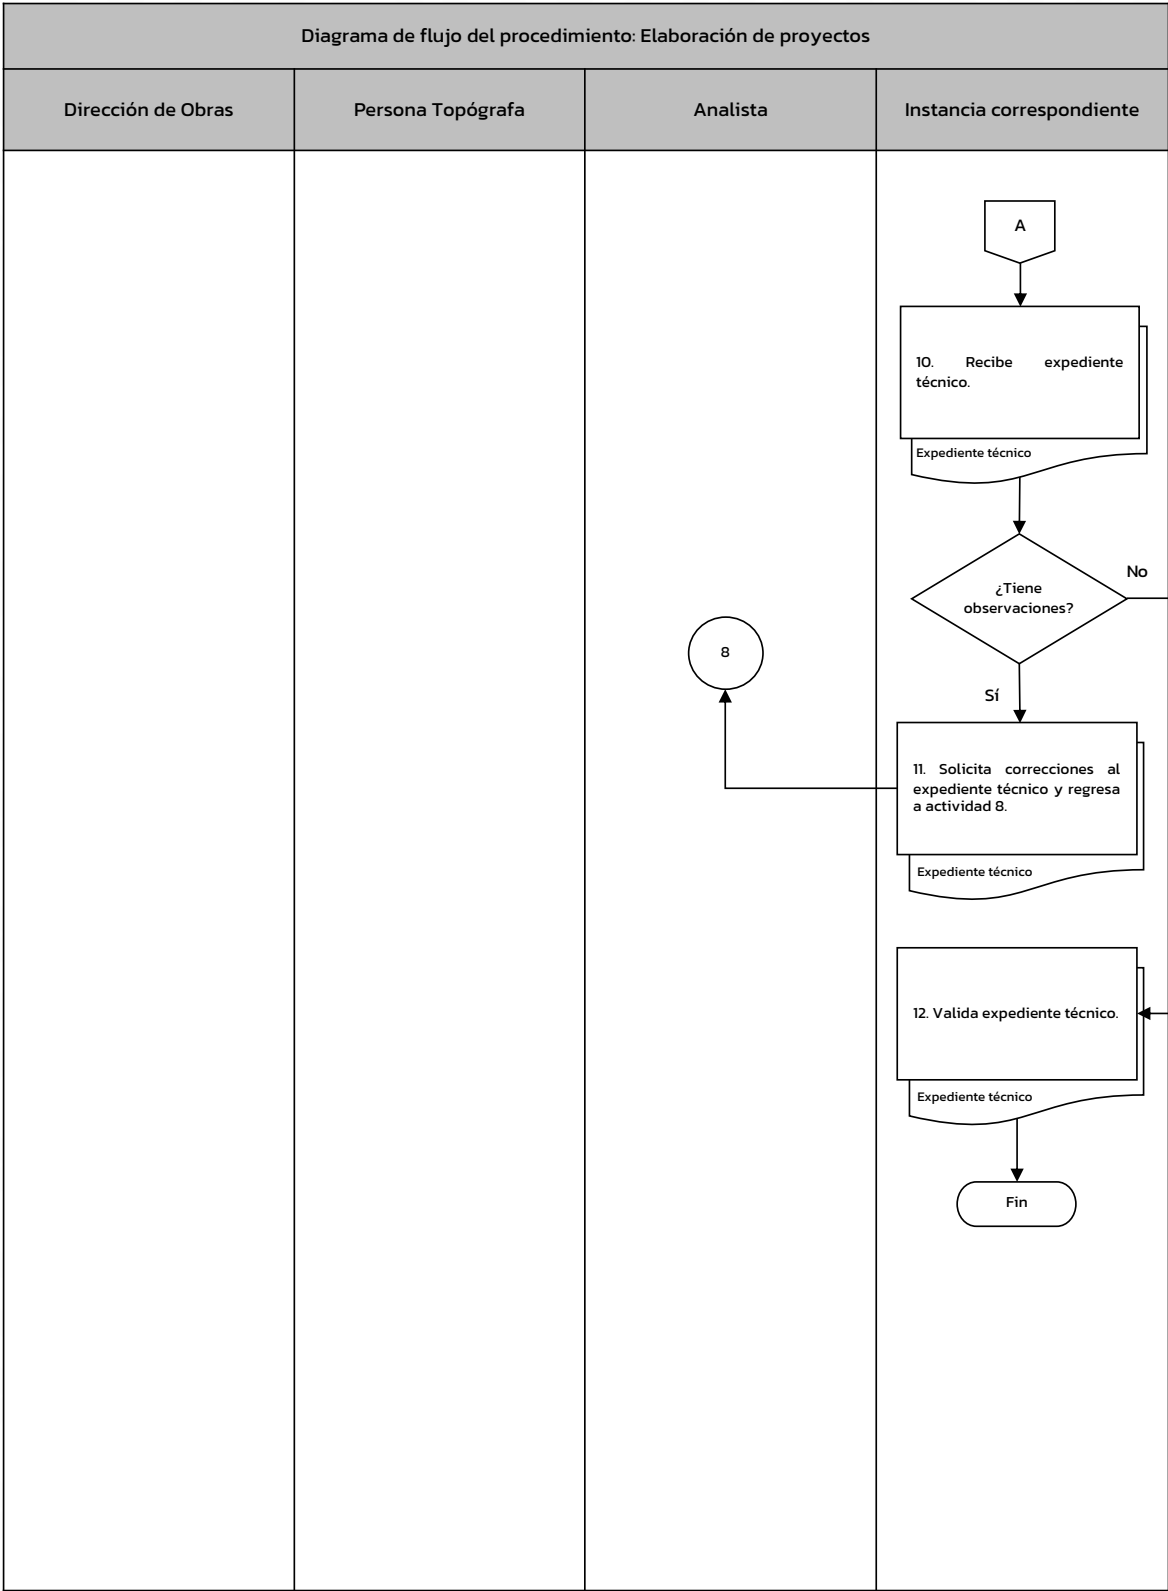 Diagrama de flujo del procedimiento: Elaboración de proyectos
Dirección de Obras
Persona Topógrafa
Analista
Instancia correspondiente
A
10. Recibe expediente
técnico.
Expediente técnico
¿Tiene
observaciones?
No
8
Sí
11. Solicita correcciones al
expediente técnico y regresa
a actividad 8.
Expediente técnico
12. Valida expediente técnico.
Expediente técnico
Fin